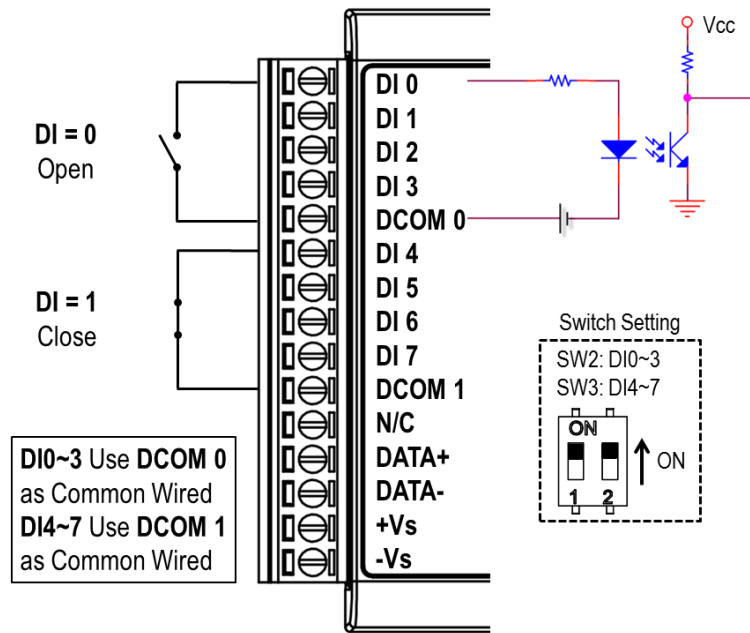 Vcc
DI = 0
Open
DI = 1
Close
DI 0
DI 1
DI 2
DI 3
DCOM 0
DI 4
DI 5
DI 6
DI 7
DCOM 1
N/C
DATA+
DATA-
+Vs
-Vs
DI0~3 Use DCOM 0
as Common Wired
DI4~7 Use DCOM 1
as Common Wired
Switch Setting
SW2: DI0~3
SW3: DI4~7
ON
1 2
ON